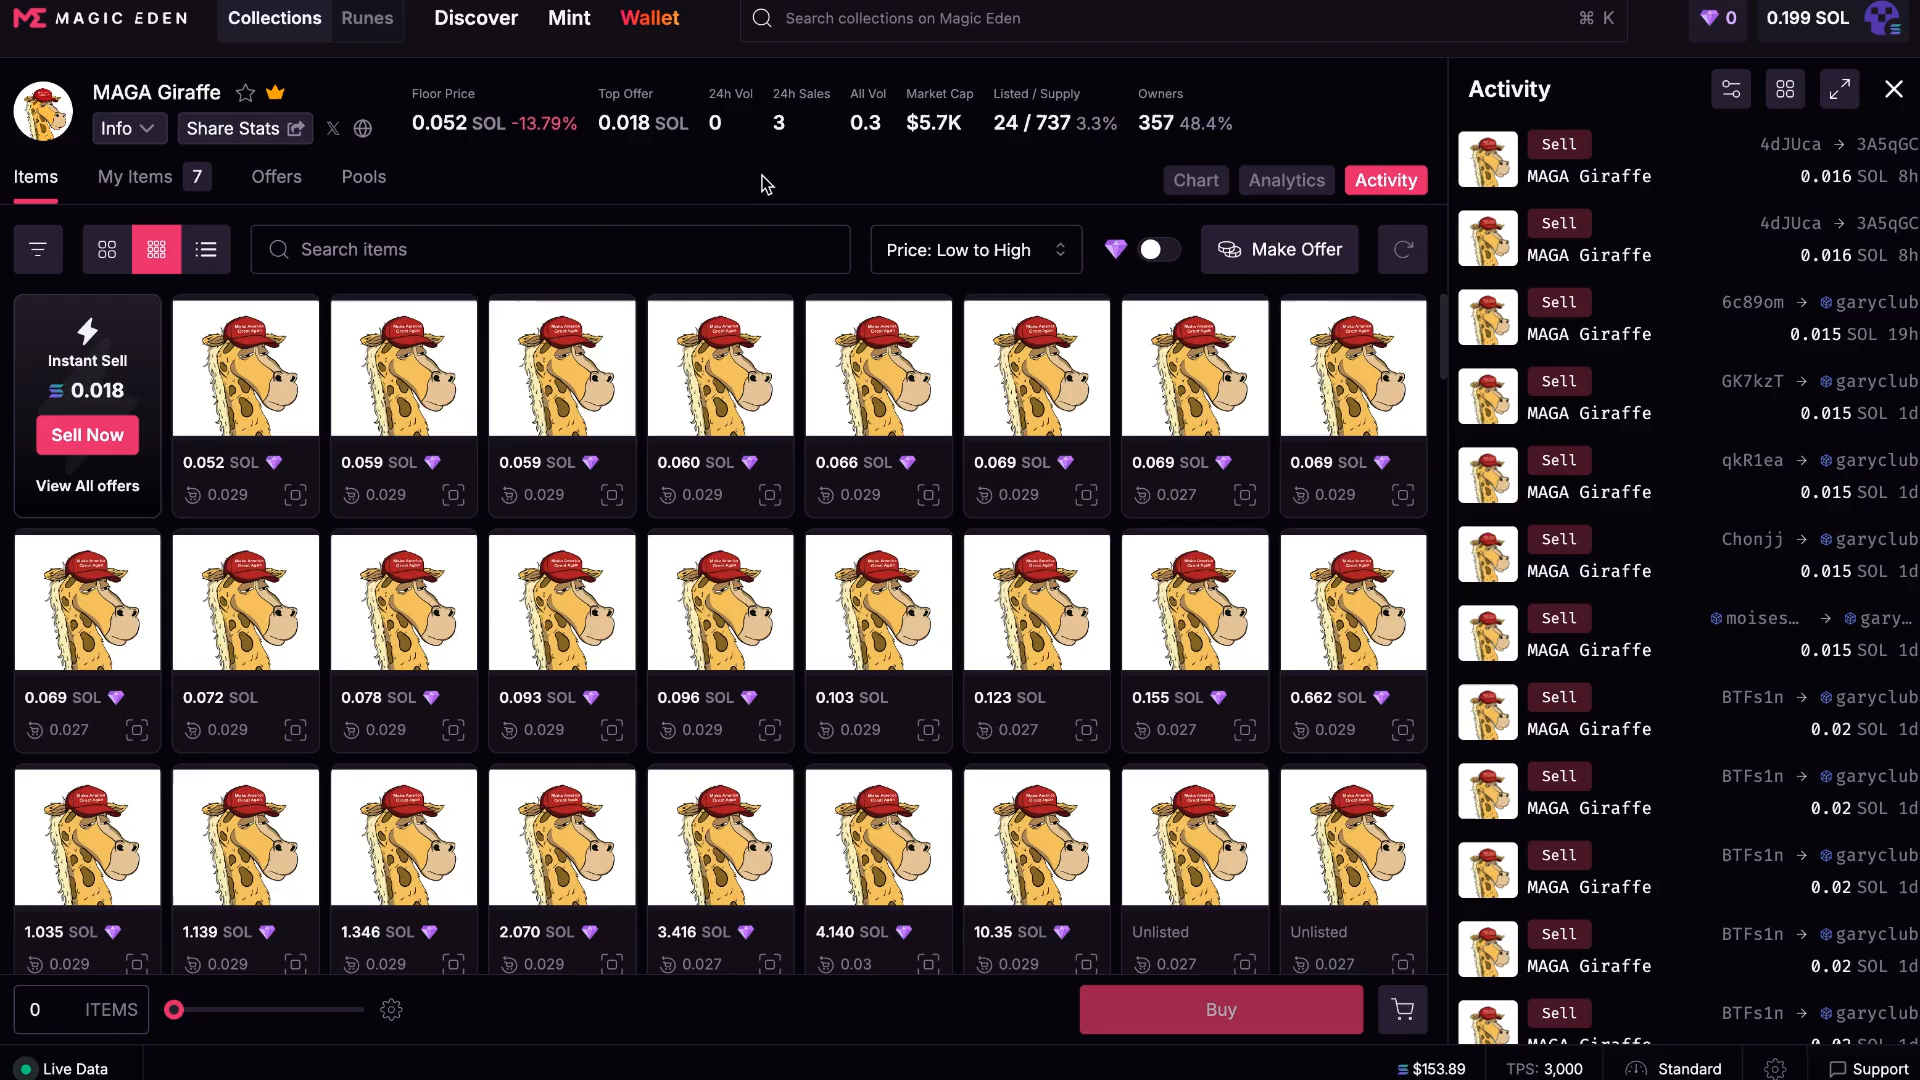 MAGIC EDEN
Collections
Runes
Discover
Mint
Wallet
Search collections on Magic Eden
⌘ K
0
0.199 SOL
MAGA Giraffe
Info
Share Stats
Floor Price
0.052 SOL -13.79%
Top Offer
0.018 SOL
24h Vol
0
24h Sales
3
All Vol
0.3
Market Cap
$5.7K
Listed / Supply
24 / 737 3.3%
Owners
357 48.4%
Items
My Items 7
Offers
Pools
Chart
Analytics
Activity
Search items
Price: Low to High
Make Offer
Instant Sell
0.018
Sell Now
View All offers
0.052 SOL
0.029
0.059 SOL
0.029
0.059 SOL
0.029
0.060 SOL
0.029
0.066 SOL
0.029
0.069 SOL
0.029
0.069 SOL
0.027
0.069 SOL
0.029
0.069 SOL
0.027
0.072 SOL
0.029
0.078 SOL
0.029
0.093 SOL
0.029
0.096 SOL
0.029
0.103 SOL
0.029
0.123 SOL
0.027
0.155 SOL
0.027
0.662 SOL
0.029
1.035 SOL
0.029
1.139 SOL
0.029
1.346 SOL
0.029
2.070 SOL
0.029
3.416 SOL
0.027
4.140 SOL
0.03
10.35 SOL
0.029
Unlisted
0.027
Unlisted
0.027
0 ITEMS
Buy
Activity
Sell 4dJUca → 3A5qGC
MAGA Giraffe 0.016 SOL 8h
Sell 4dJUca → 3A5qGC
MAGA Giraffe 0.016 SOL 8h
Sell 6c89om → garyclub
MAGA Giraffe 0.015 SOL 19h
Sell GK7kzT → garyclub
MAGA Giraffe 0.015 SOL 1d
Sell qkR1ea → garyclub
MAGA Giraffe 0.015 SOL 1d
Sell Chonjj → garyclub
MAGA Giraffe 0.015 SOL 1d
Sell moises… → gary…
MAGA Giraffe 0.015 SOL 1d
Sell BTFs1n → garyclub
MAGA Giraffe 0.02 SOL 1d
Sell BTFs1n → garyclub
MAGA Giraffe 0.02 SOL 1d
Sell BTFs1n → garyclub
MAGA Giraffe 0.02 SOL 1d
Sell BTFs1n → garyclub
MAGA Giraffe 0.02 SOL 1d
Sell BTFs1n → garyclub
MAGA Giraffe 0.02 SOL 1d
Live Data
$153.89
TPS: 3,000
Standard
Support